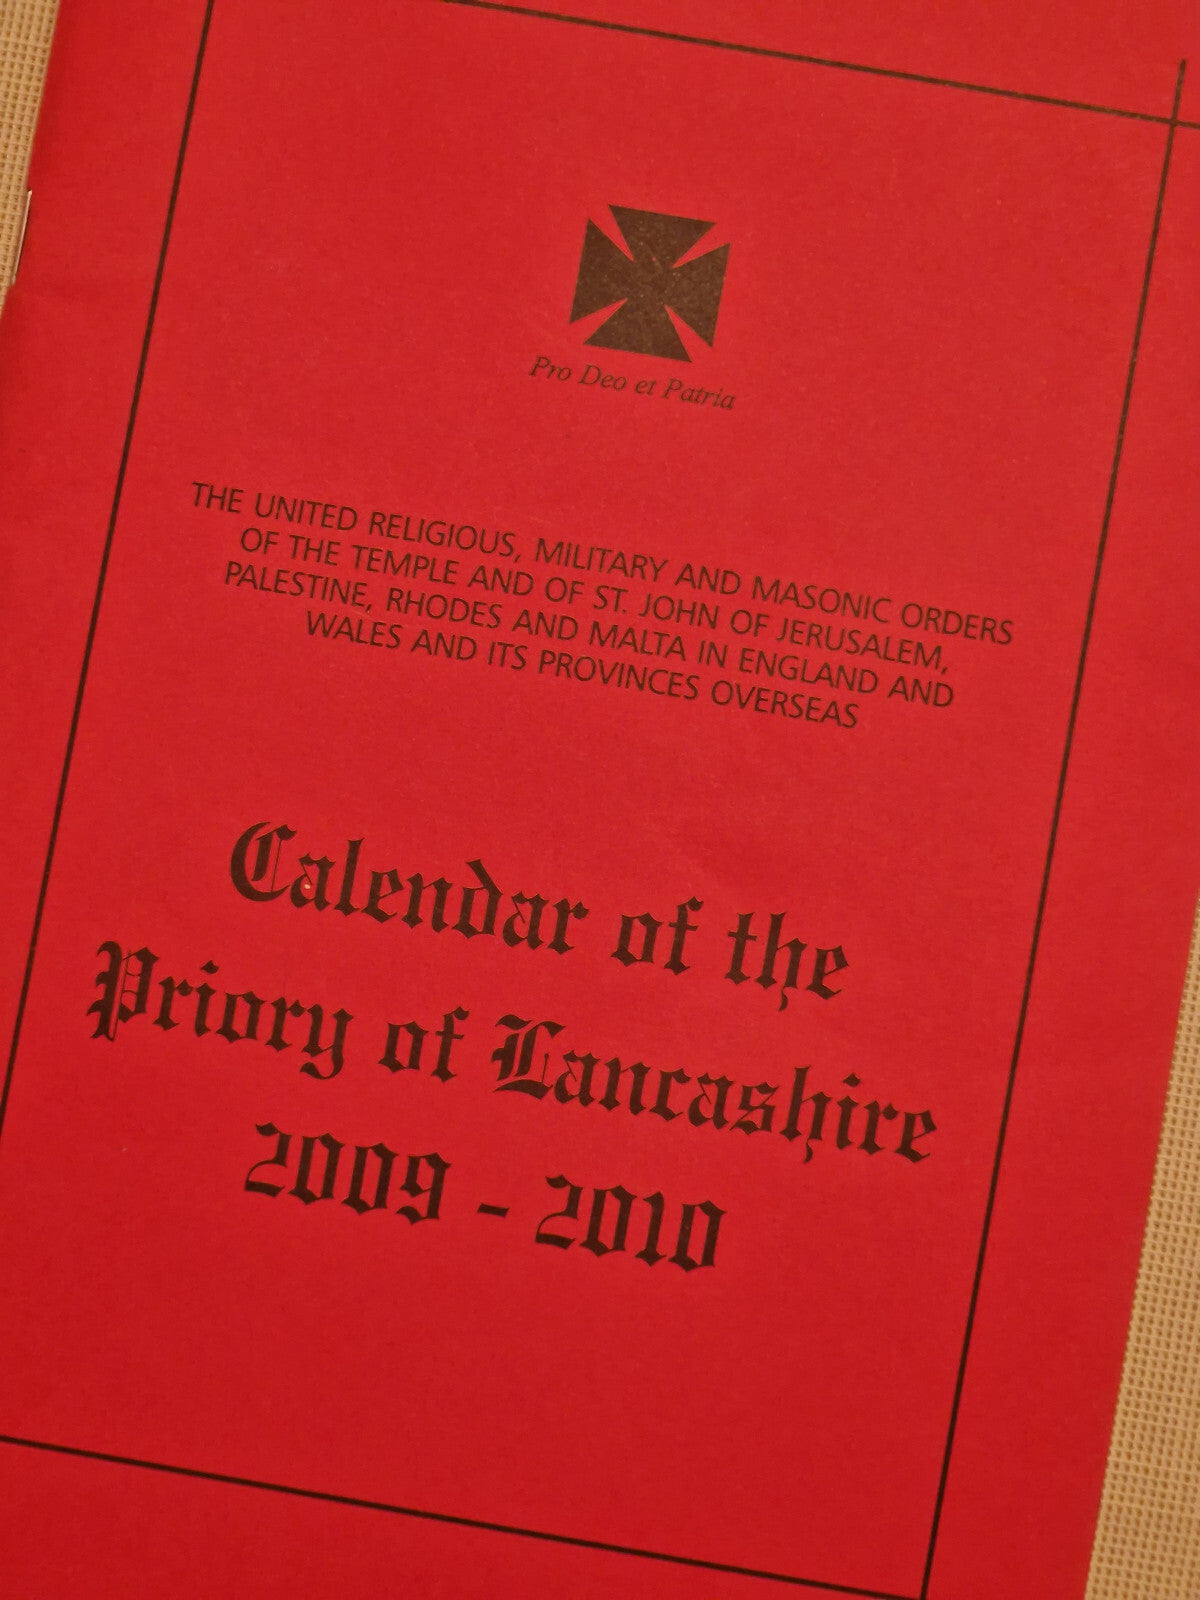 Pro Deo et Patria
THE UNITED RELIGIOUS, MILITARY AND MASONIC ORDERS
OF THE TEMPLE AND OF ST. JOHN OF JERUSALEM,
PALESTINE, RHODES AND MALTA IN ENGLAND AND
WALES AND ITS PROVINCES OVERSEAS
Calendar of the
Priory of Lancashire
2009 - 2010